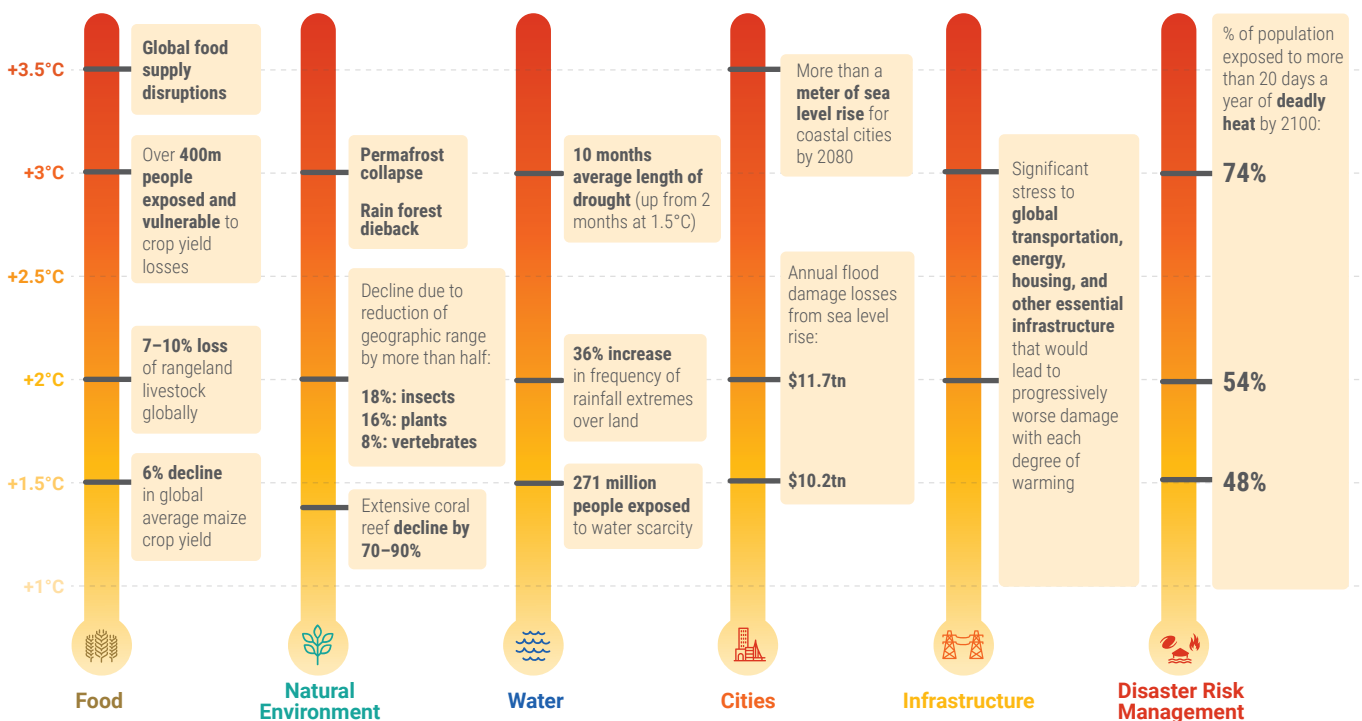 +3.5°C
+3°C
+2.5°C
+2°C
+1.5°C
+1°C
Global food
supply
disruptions
Over 400m
people
exposed and
vulnerable to
crop yield
losses
7–10% loss
of rangeland
livestock
globally
6% decline
in global
average maize
crop yield
Food
Permafrost
collapse
Rain forest
dieback
Decline due to
reduction of
geographic range
by more than half:
18%: insects
16%: plants
8%: vertebrates
Extensive coral
reef decline by
70–90%
Natural
Environment
10 months
average length of
drought (up from 2
months at 1.5°C)
36% increase
in frequency of
rainfall extremes
over land
271 million
people exposed
to water scarcity
Water
More than a
meter of sea
level rise for
coastal cities
by 2080
Annual flood
damage losses
from sea level
rise:
$11.7tn
$10.2tn
Cities
Significant
stress to
global
transportation,
energy,
housing, and
other essential
infrastructure
that would
lead to
progressively
worse damage
with each
degree of
warming
Infrastructure
% of population
exposed to more
than 20 days a
year of deadly
heat by 2100:
74%
54%
48%
Disaster Risk
Management